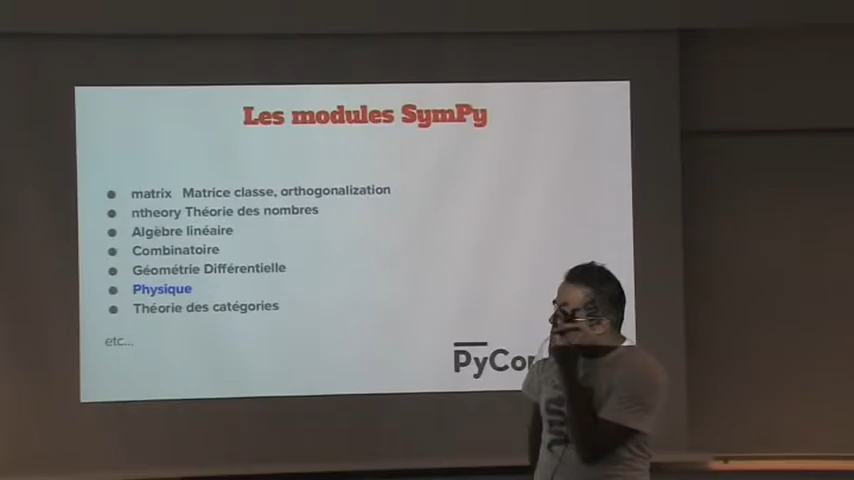 Les modules SymPy
matrix Matrice classe, orthogonalization
ntheory Théorie des nombres
Algèbre linéaire
Combinatoire
Géométrie Différentielle
Physique
Théorie des catégories
etc...